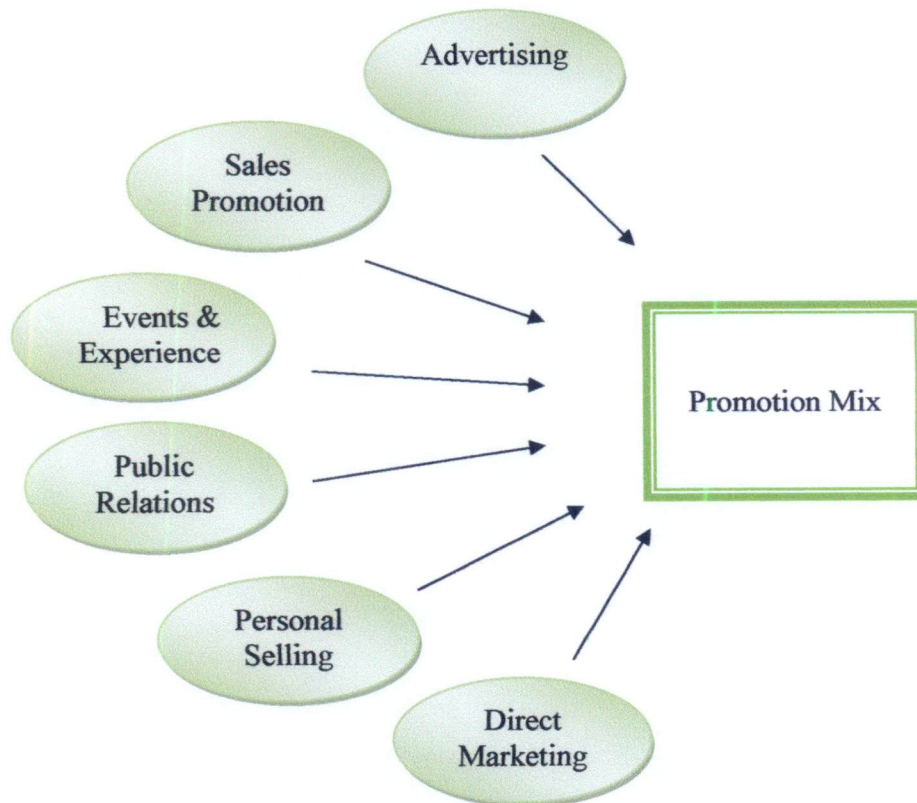 Advertising
Sales
Promotion
Events &
Experience
Public
Relations
Personal
Selling
Direct
Marketing
Promotion Mix